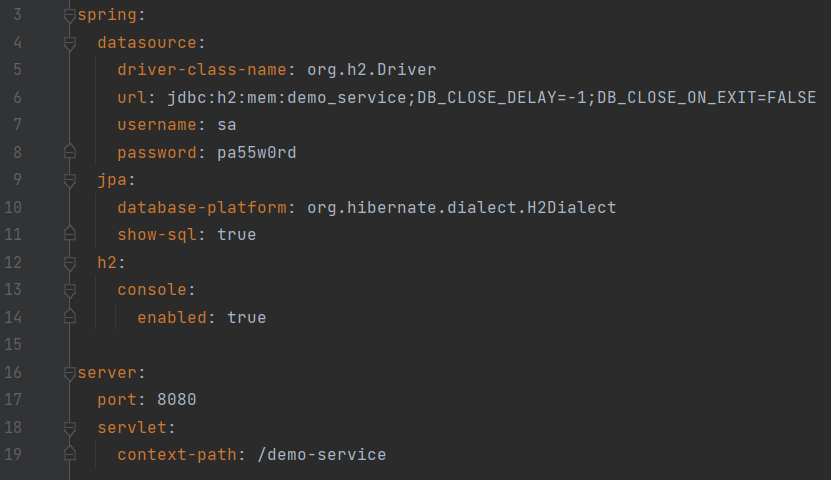 3 spring:
4   datasource:
5     driver-class-name: org.h2.Driver
6     url: jdbc:h2:mem:demo_service;DB_CLOSE_DELAY=-1;DB_CLOSE_ON_EXIT=FALSE
7     username: sa
8     password: pa55w0rd
9   jpa:
10     database-platform: org.hibernate.dialect.H2Dialect
11     show-sql: true
12   h2:
13     console:
14       enabled: true
15
16 server:
17   port: 8080
18   servlet:
19     context-path: /demo-service